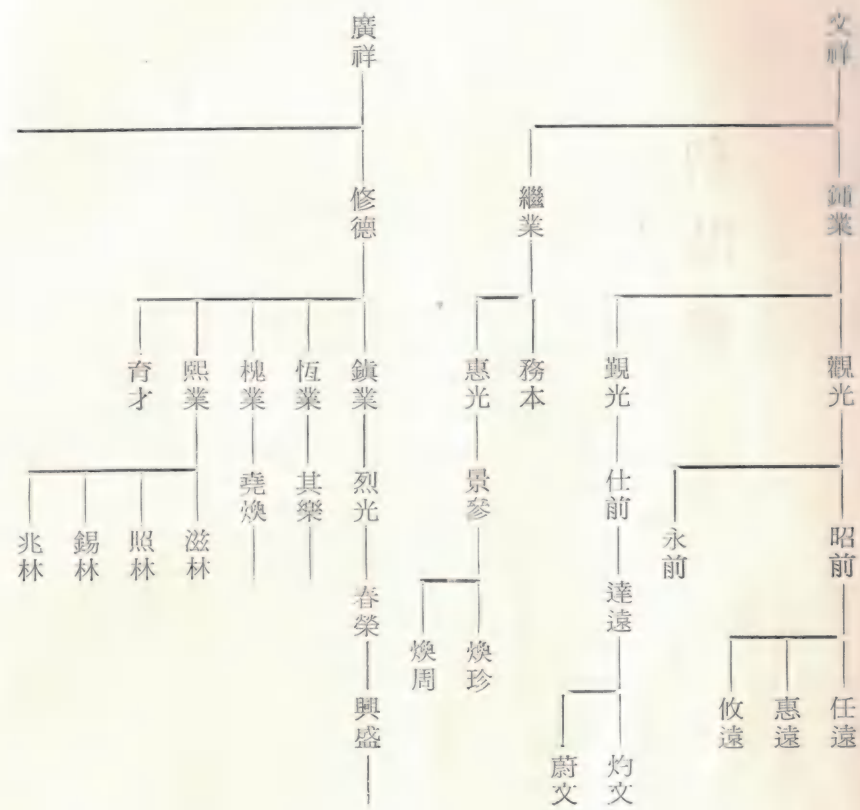 文祥
鍾業
觀光
昭前
任遠
惠遠
攸遠
永前
覲光
仕前
達遠
灼文
蔚文
繼業
務本
惠光
景參
煥珍
煥周
廣祥
修德
鎮業
烈光
春榮
興盛
恆業
其樂
槐業
堯煥
熙業
滋林
照林
錫林
兆林
育才